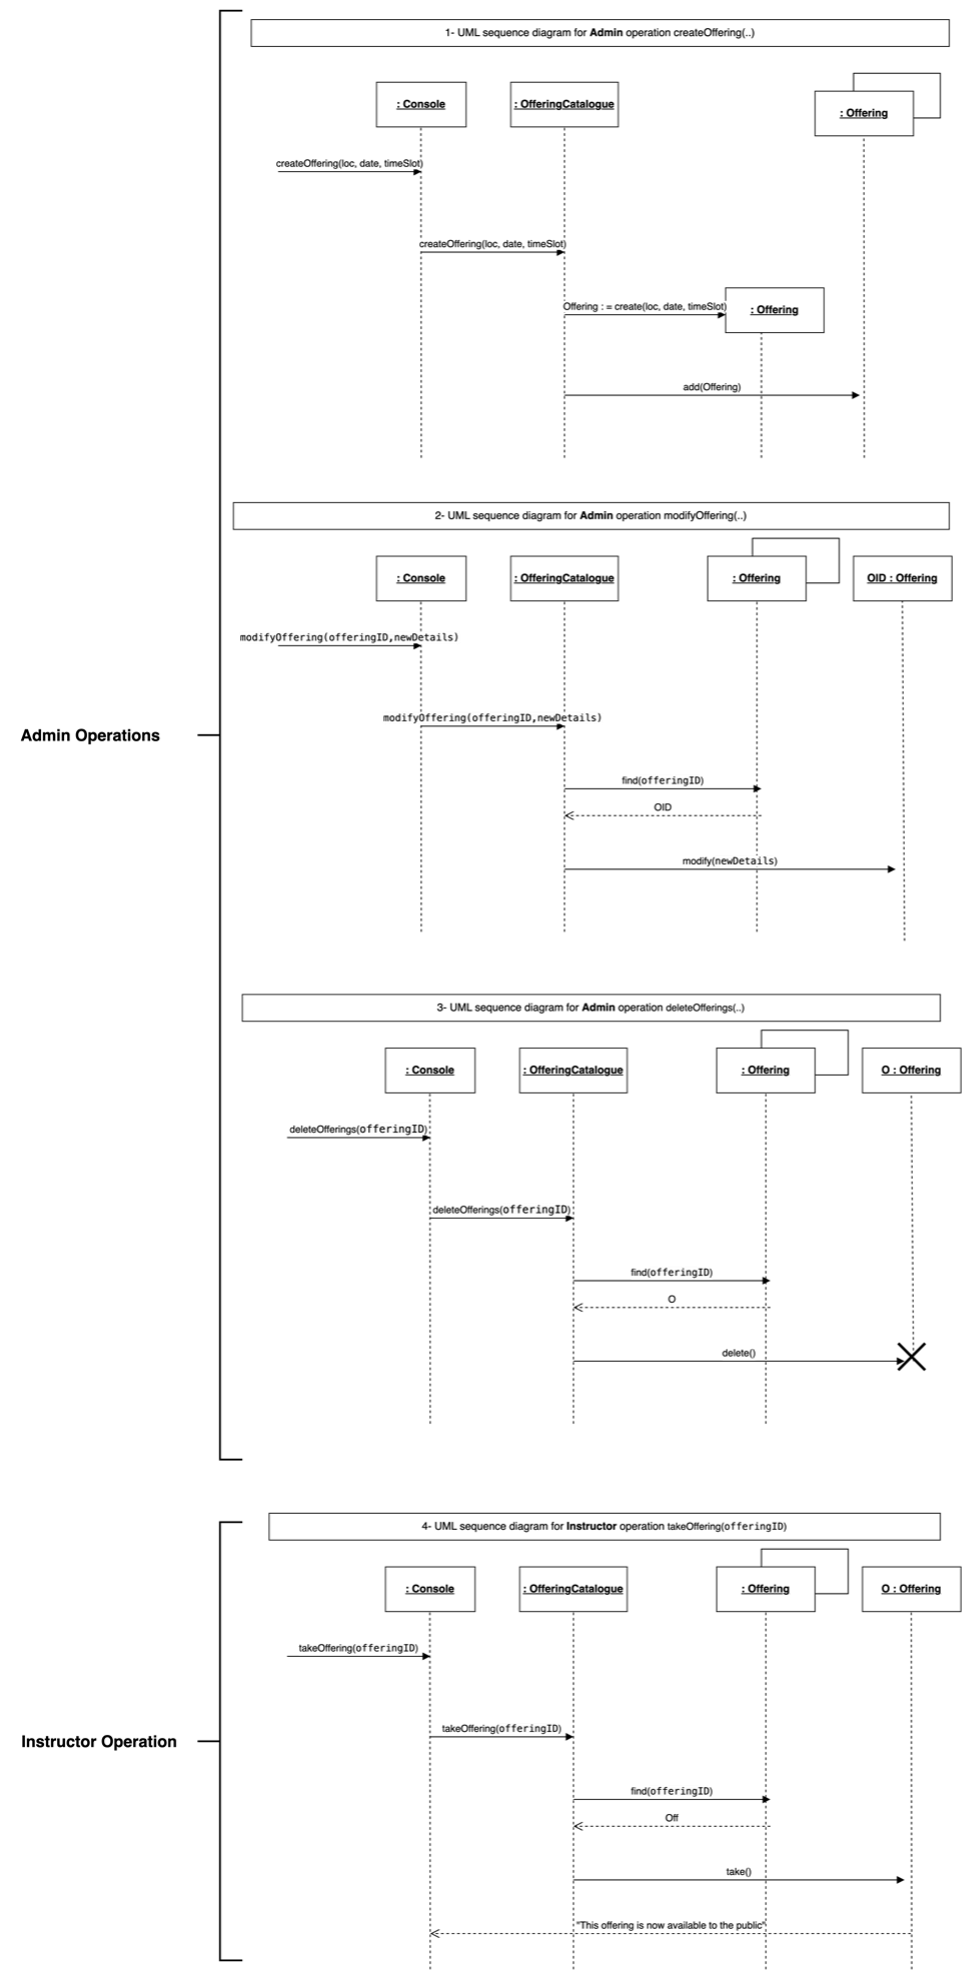 1- UML sequence diagram for Admin operation createOffering(..)
: Console
: OfferingCatalogue
: Offering
createOffering(loc, date, timeSlot)
createOffering(loc, date, timeSlot)
Offering : = create(loc, date, timeSlot)
: Offering
add(Offering)
2- UML sequence diagram for Admin operation modifyOffering(..)
: Console
: OfferingCatalogue
: Offering
OID : Offering
modifyOffering(offeringID,newDetails)
modifyOffering(offeringID,newDetails)
Admin Operations
find(offeringID)
OID
modify(newDetails)
3- UML sequence diagram for Admin operation deleteOfferings(..)
: Console
: OfferingCatalogue
: Offering
O : Offering
deleteOfferings(offeringID)
deleteOfferings(offeringID)
find(offeringID)
O
delete()
4- UML sequence diagram for Instructor operation takeOffering(offeringID)
: Console
: OfferingCatalogue
: Offering
O : Offering
takeOffering(offeringID)
takeOffering(offeringID)
Instructor Operation
find(offeringID)
Off
take()
"This offering is now available to the public"